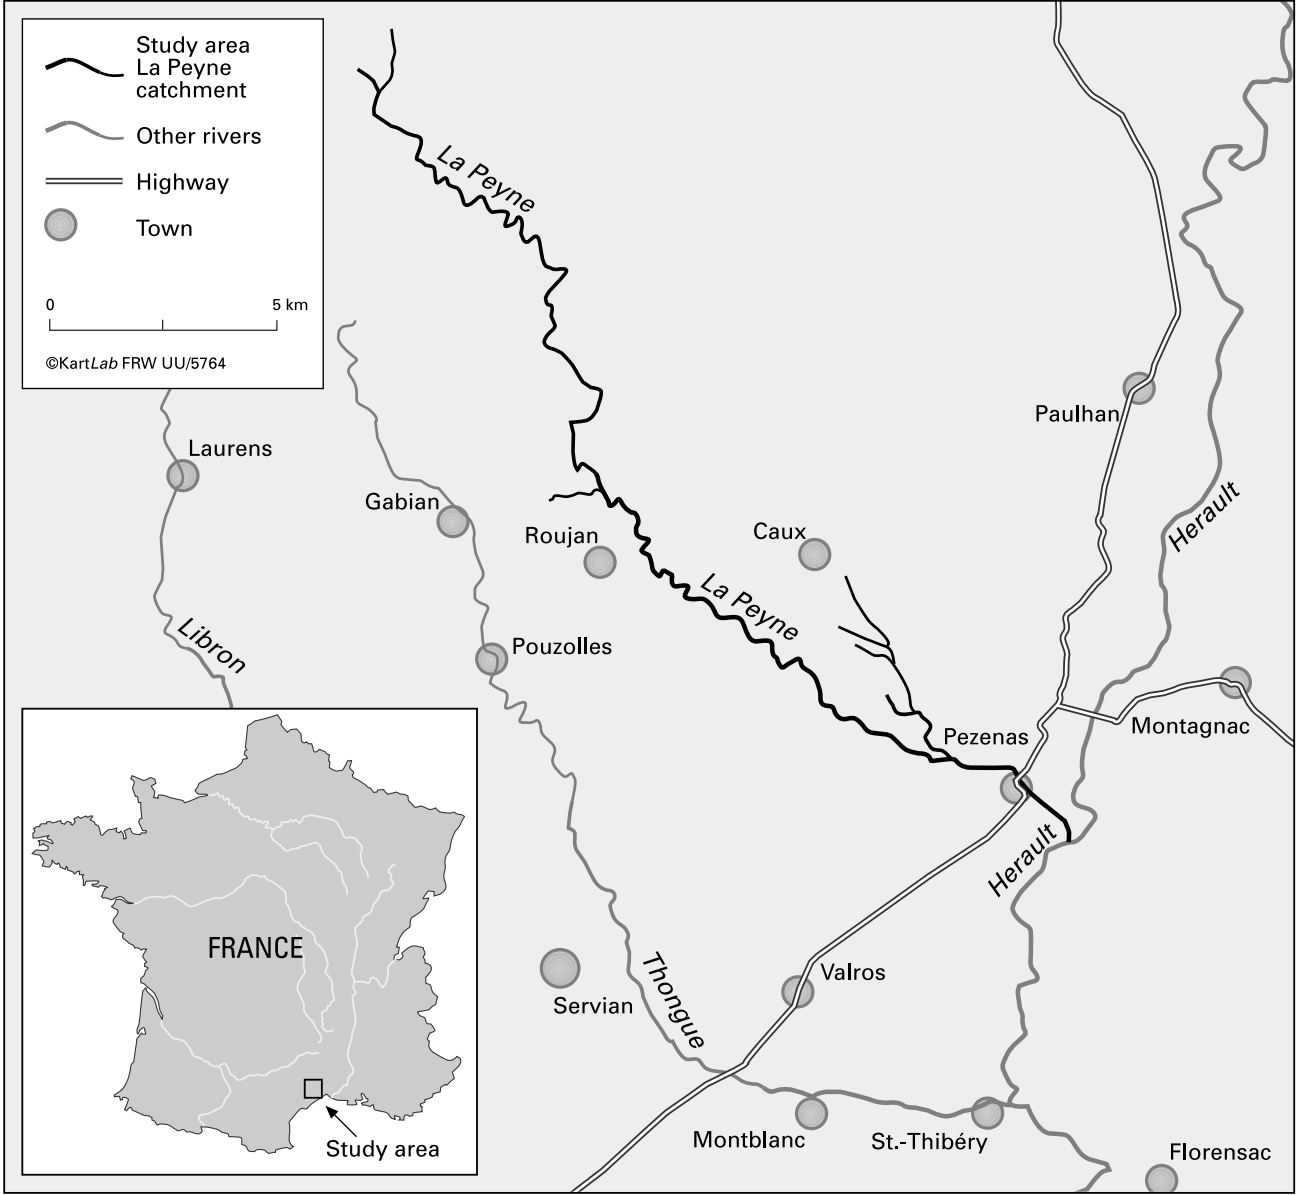 Study area
La Peyne
catchment
Other rivers
Highway
Town
0 5 km
©KartLab FRW UU/5764
La Peyne
Paulhan
Laurens
Gabian
Herault
Roujan
Caux
La Peyne
Libron
Pouzolles
Montagnac
Pezenas
Herault
FRANCE
Thongue
Valros
Servian
Study area
Montblanc
St.-Thibéry
Florensac